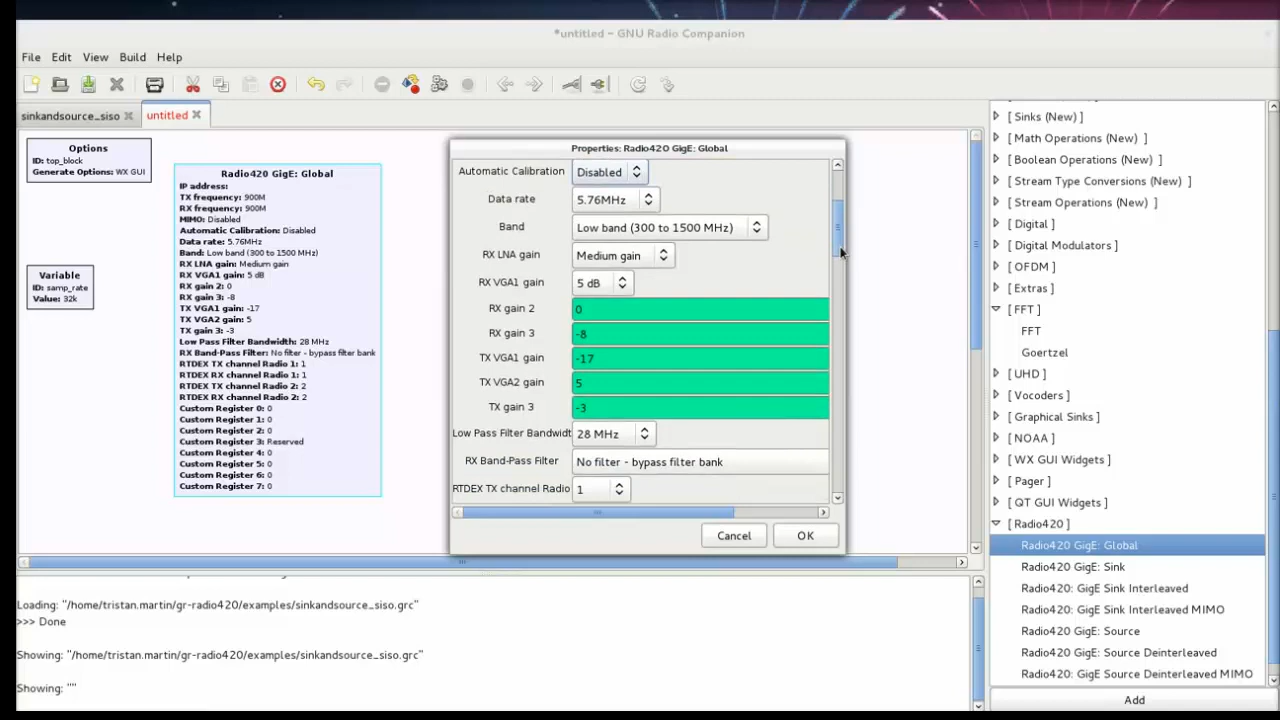 *untitled - GNU Radio Companion
File Edit View Build Help
sinkandsource_siso
untitled
Options
ID: top_block
Generate Options: WX GUI
Variable
ID: samp_rate
Value: 32k
Radio420 GigE: Global
IP address:
TX frequency: 900M
RX frequency: 900M
MIMO: Disabled
Automatic Calibration: Disabled
Data rate: 5.76MHz
Band: Low band (300 to 1500 MHz)
RX LNA gain: Medium gain
RX VGA1 gain: 5 dB
RX gain 2: 0
RX gain 3: -8
TX VGA1 gain: -17
TX VGA2 gain: 5
TX gain 3: -3
Low Pass Filter Bandwidth: 28 MHz
RX Band-Pass Filter: No filter - bypass filter bank
RTDEX TX channel Radio 1: 1
RTDEX RX channel Radio 1: 1
RTDEX TX channel Radio 2: 2
RTDEX RX channel Radio 2: 2
Custom Register 0: 0
Custom Register 1: 0
Custom Register 2: 0
Custom Register 3: Reserved
Custom Register 4: 0
Custom Register 5: 0
Custom Register 6: 0
Custom Register 7: 0
Properties: Radio420 GigE: Global
Automatic Calibration Disabled
Data rate 5.76MHz
Band Low band (300 to 1500 MHz)
RX LNA gain Medium gain
RX VGA1 gain 5 dB
RX gain 2 0
RX gain 3 -8
TX VGA1 gain -17
TX VGA2 gain 5
TX gain 3 -3
Low Pass Filter Bandwidt 28 MHz
RX Band-Pass Filter No filter - bypass filter bank
RTDEX TX channel Radio 1
Cancel OK
[ Sinks (New) ]
[ Math Operations (New) ]
[ Boolean Operations (New) ]
[ Stream Type Conversions (New) ]
[ Stream Operations (New) ]
[ Digital ]
[ Digital Modulators ]
[ OFDM ]
[ Extras ]
[ FFT ]
FFT
Goertzel
[ UHD ]
[ Vocoders ]
[ Graphical Sinks ]
[ NOAA ]
[ WX GUI Widgets ]
[ Pager ]
[ QT GUI Widgets ]
[ Radio420 ]
Radio420 GigE: Global
Radio420 GigE: Sink
Radio420: GigE Sink Interleaved
Radio420: GigE Sink Interleaved MIMO
Radio420 GigE: Source
Radio420: GigE Source Deinterleaved
Radio420: GigE Source Deinterleaved MIMO
Add
Loading: "/home/tristan.martin/gr-radio420/examples/sinkandsource_siso.grc"
>>> Done
Showing: "/home/tristan.martin/gr-radio420/examples/sinkandsource_siso.grc"
Showing: ""